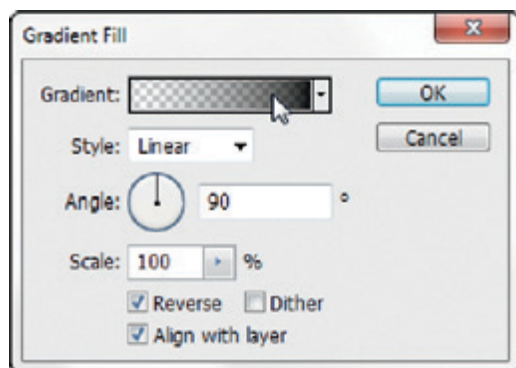 Gradient Fill
Gradient:
OK
Style: Linear
Cancel
Angle: 90 °
Scale: 100 %
Reverse Dither
Align with layer